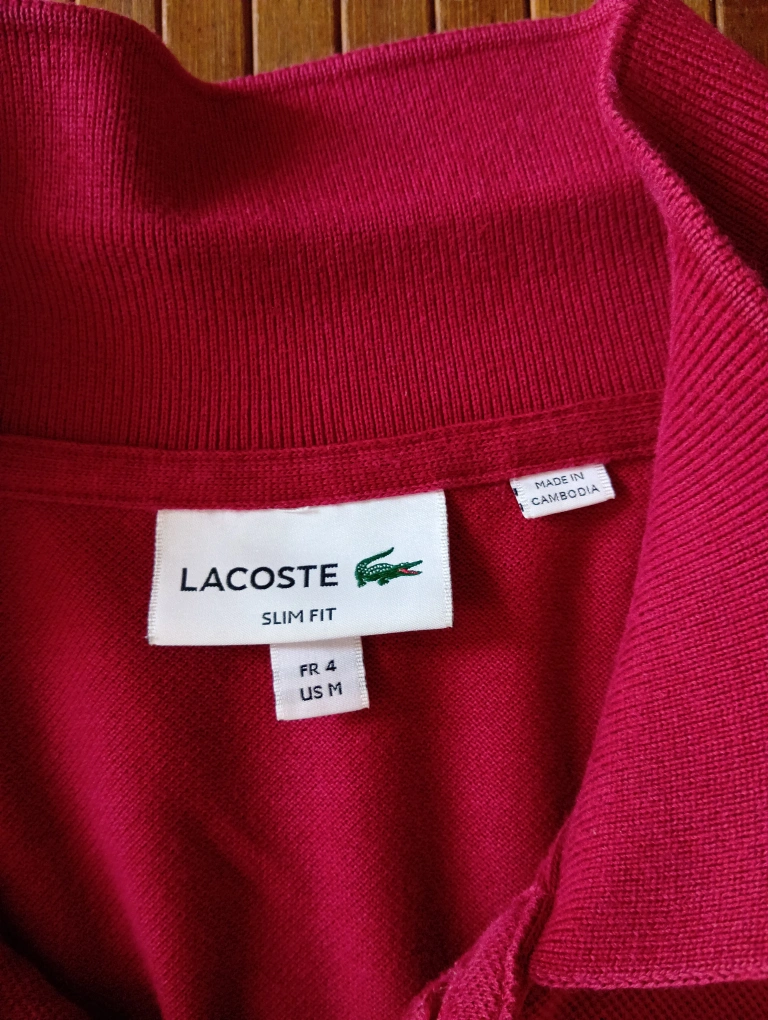 MADE IN
CAMBODIA
LACOSTE
SLIM FIT
FR 4
US M